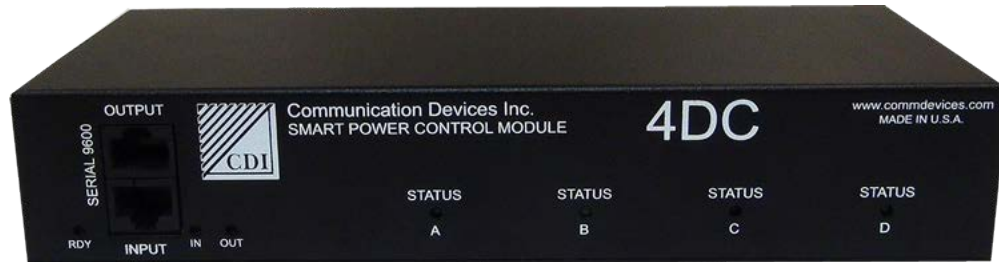 OUTPUT
SERIAL 9600
INPUT
RDY
IN
OUT
CDI
Communication Devices Inc.
SMART POWER CONTROL MODULE
4DC
www.commdevices.com
MADE IN U.S.A.
STATUS
A
STATUS
B
STATUS
C
STATUS
D